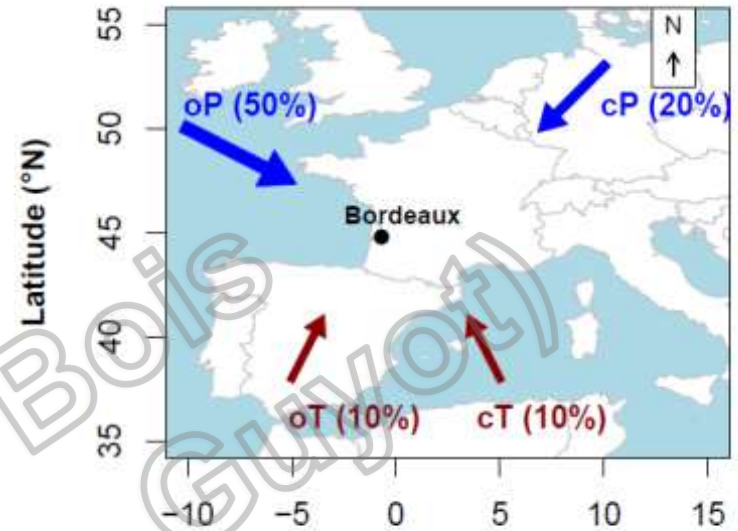 55
N
oP (50%)
cP (20%)
50
Bordeaux
45
Latitude (°N)
40
oT (10%)
cT (10%)
35
−10 −5 0 5 10 15
Bois
Guyot)